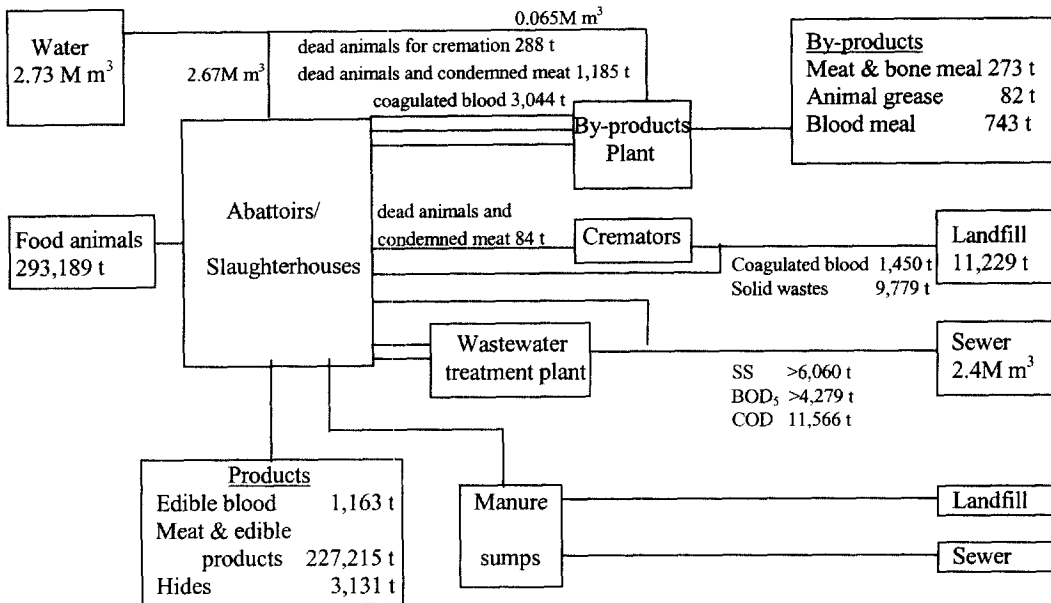 0.065M m³
Water
2.73 M m³
2.67M m³
dead animals for cremation 288 t
dead animals and condemned meat 1,185 t
coagulated blood 3,044 t
By-products
Plant
By-products
Meat & bone meal 273 t
Animal grease 82 t
Blood meal 743 t
Food animals
293,189 t
Abattoirs/
Slaughterhouses
dead animals and
condemned meat 84 t
Cremators
Coagulated blood 1,450 t
Solid wastes 9,779 t
Landfill
11,229 t
Wastewater
treatment plant
SS >6,060 t
BOD₅ >4,279 t
COD 11,566 t
Sewer
2.4M m³
Products
Edible blood 1,163 t
Meat & edible
products 227,215 t
Hides 3,131 t
Manure
sumps
Landfill
Sewer